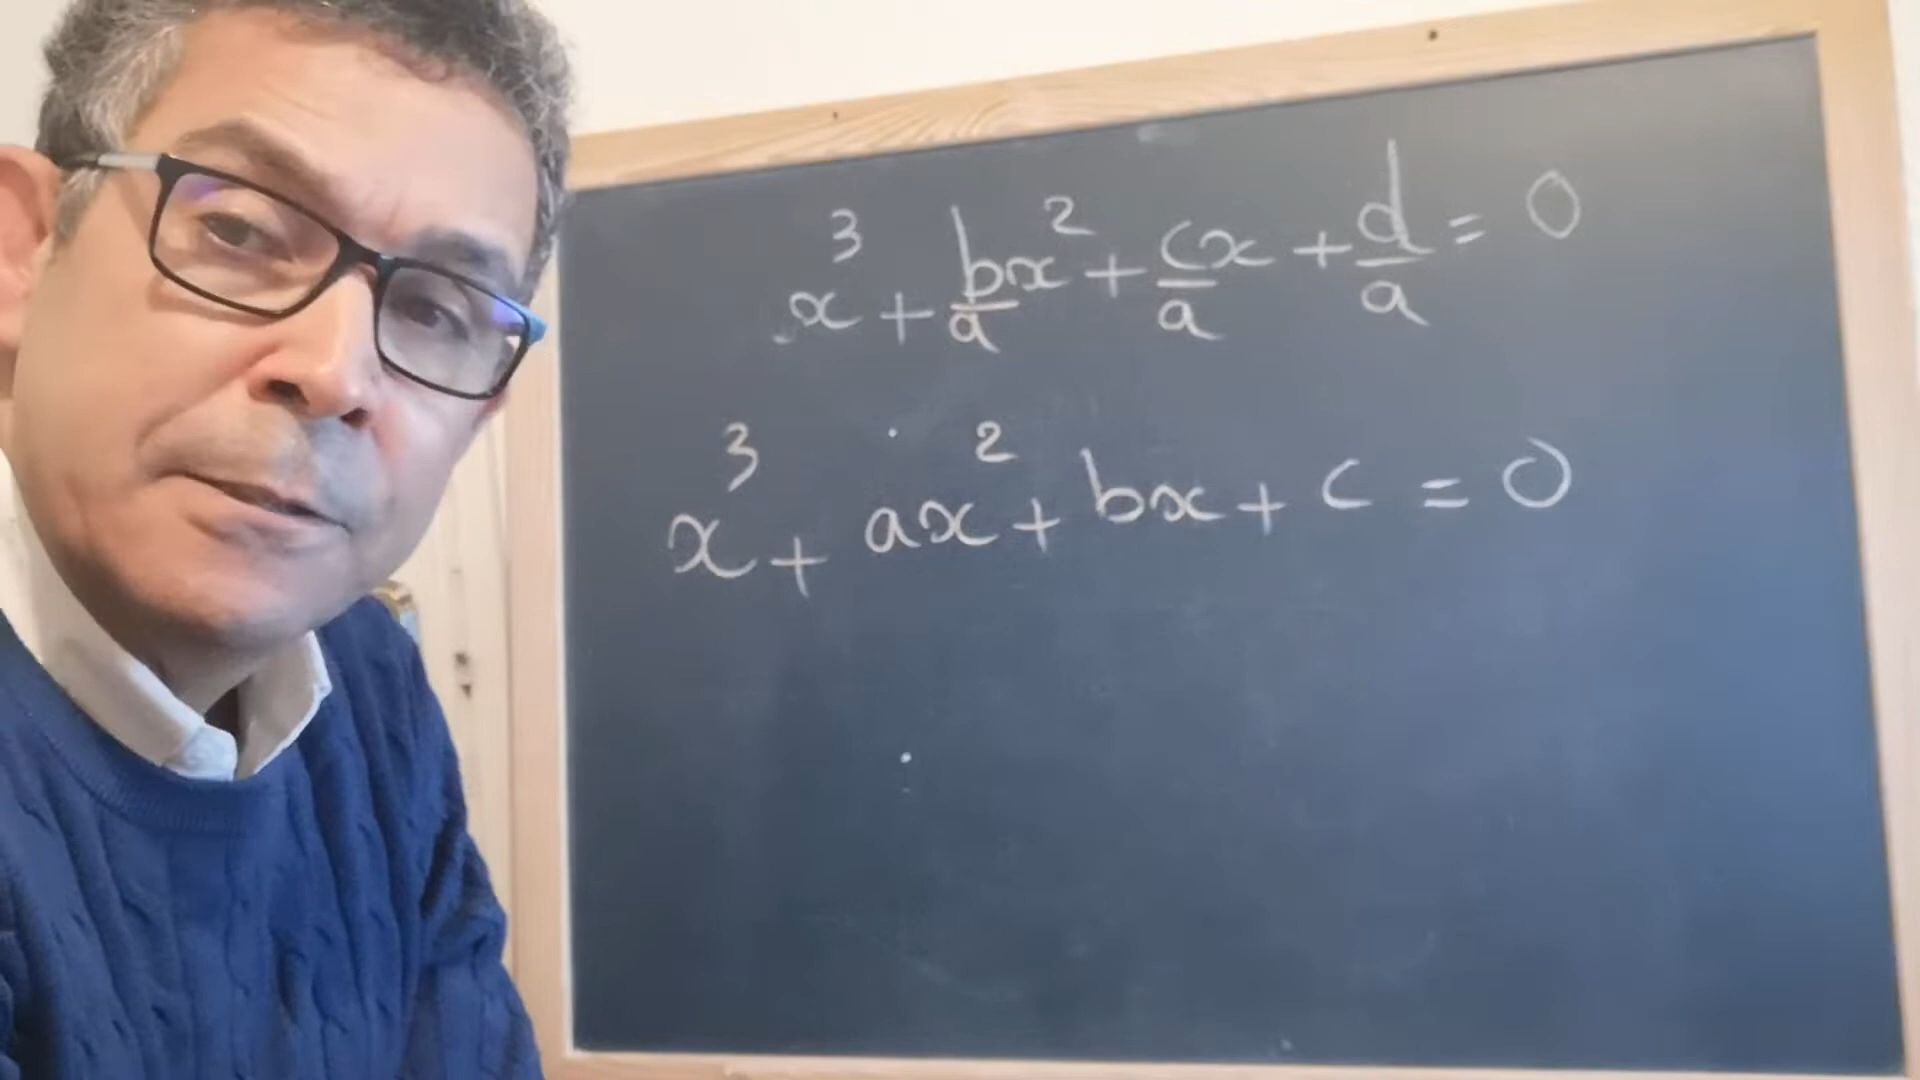 x³ + b/a x² + c/a x + d/a = 0
x³ + ax² + bx + c = 0